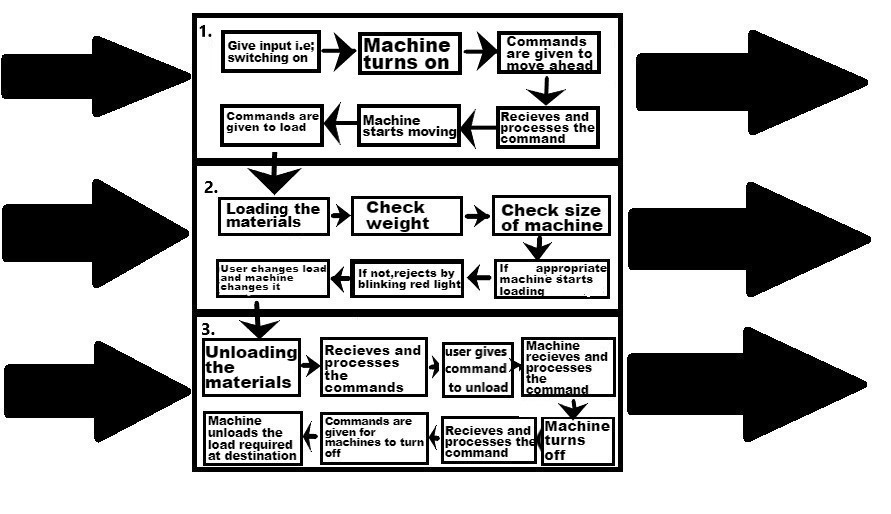 1.
Give input i.e;
switching on
Machine
turns on
Commands
are given to
move ahead
Recieves and
processes the
command
Machine
starts moving
Commands are
given to load
2.
Loading the
materials
Check
weight
Check size
of machine
If appropriate
machine starts
loading
If not,rejects by
blinking red light
User changes load
and machine
changes it
3.
Unloading
the
materials
Recieves and
processes
the
commands
user gives
command
to unload
Machine
recieves and
processes
the
command
Machine
turns
off
Recieves and
processes the
command
Commands are
given for
machines to turn
off
Machine
unloads the
load required
at destination